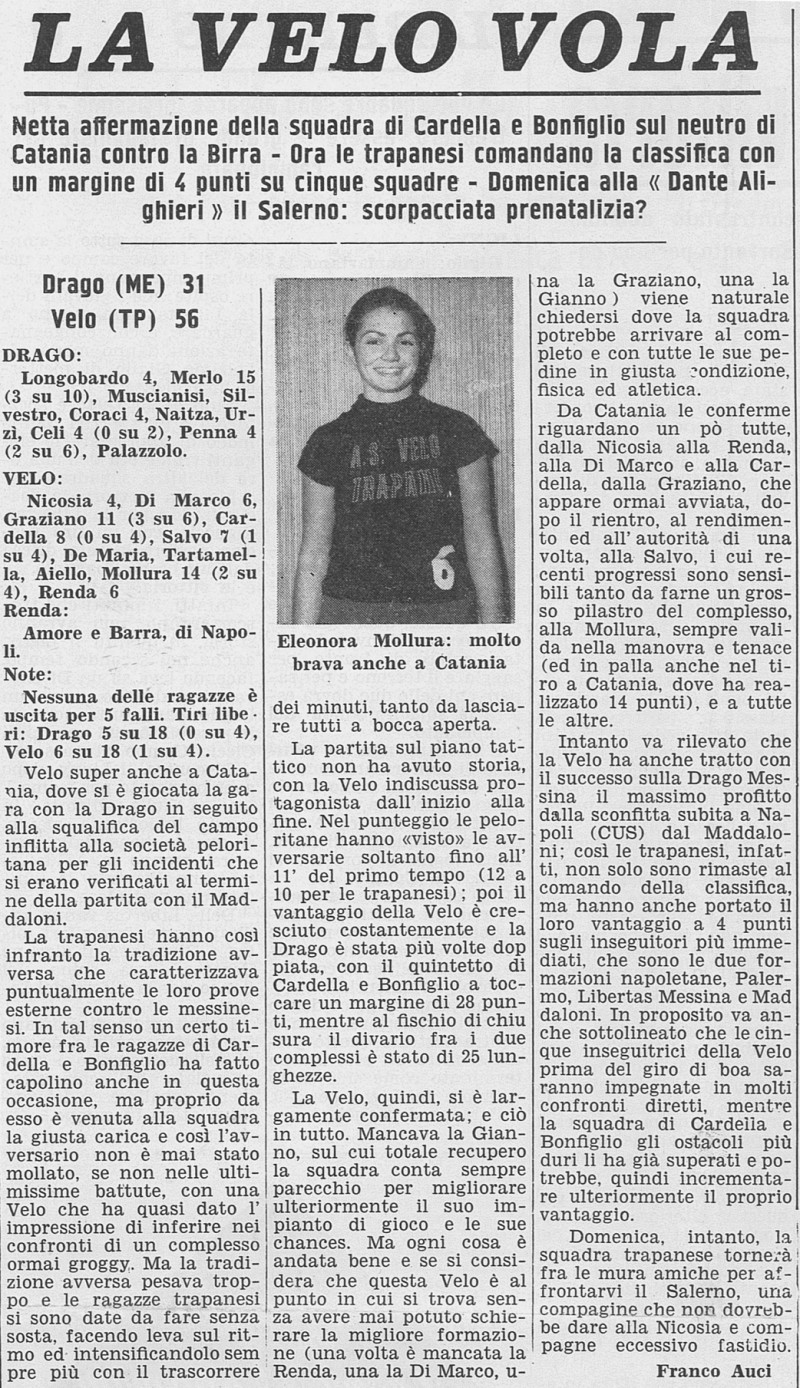 LA VELO VOLA
Netta affermazione della squadra di Cardella e Bonfiglio sul neutro di
Catania contro la Birra - Ora le trapanesi comandano la classifica con
un margine di 4 punti su cinque squadre - Domenica alla « Dante Ali-
ghieri » il Salerno: scorpacciata prenatalizia?
Drago (ME) 31
Velo (TP) 56
DRAGO:
Longobardo 4, Merlo 15
(3 su 10), Muscianisi, Sil-
vestro, Coraci 4, Naitza, Ur-
zì, Celi 4 (0 su 2), Penna 4
(2 su 6), Palazzolo.
VELO:
Nicosia 4, Di Marco 6,
Graziano 11 (3 su 6), Car-
della 8 (0 su 4), Salvo 7 (1
su 4), De Maria, Tartamel-
la, Aiello, Mollura 14 (2 su
4), Renda 6
Renda:
Amore e Barra, di Napo-
li.
Note:
Nessuna delle ragazze è
uscita per 5 falli. Tiri libe-
ri: Drago 5 su 18 (0 su 4),
Velo 6 su 18 (1 su 4).
Velo super anche a Cata-
nia, dove si è giocata la ga-
ra con la Drago in seguito
alla squalifica del campo
inflitta alla società pelori-
tana per gli incidenti che
si erano verificati al termi-
ne della partita con il Mad-
daloni.
La trapanesi hanno così
infranto la tradizione av-
versa che caratterizzava
puntualmente le loro prove
esterne contro le messine-
si. In tal senso un certo ti-
more fra le ragazze di Car-
della e Bonfiglio ha fatto
capolino anche in questa
occasione, ma proprio da
esso è venuta alla squadra
la giusta carica e così l'av-
versario non è mai stato
mollato, se non nelle ulti-
missime battute, con una
Velo che ha quasi dato l'
impressione di inferire nei
confronti di un complesso
ormai groggy. Ma la tradi-
zione avversa pesava trop-
po e le ragazze trapanesi
si sono date da fare senza
sosta, facendo leva sul rit-
mo ed intensificandolo sem
pre più con il trascorrere
A.S. VELO
TRAPANI
6
Eleonora Mollura: molto
brava anche a Catania
dei minuti, tanto da lascia-
re tutti a bocca aperta.
La partita sul piano tat-
tico non ha avuto storia,
con la Velo indiscussa pro-
tagonista dall'inizio alla
fine. Nel punteggio le pelo-
ritane hanno «visto» le av-
versarie soltanto fino all'
11' del primo tempo (12 a
10 per le trapanesi); poi il
vantaggio della Velo è cre-
sciuto costantemente e la
Drago è stata più volte dop
piata, con il quintetto di
Cardella e Bonfiglio a toc-
care un margine di 28 pun-
ti, mentre al fischio di chiu
sura il divario fra i due
complessi è stato di 25 lun-
ghezze.
La Velo, quindi, si è lar-
gamente confermata; e ciò
in tutto. Mancava la Gian-
no, sul cui totale recupero
la squadra conta sempre
parecchio per migliorare
ulteriormente il suo im-
pianto di gioco e le sue
chances. Ma ogni cosa è
andata bene e se si consi-
dera che questa Velo è al
punto in cui si trova sen-
za avere mai potuto schie-
rare la migliore formazio-
ne (una volta è mancata la
Renda, una la Di Marco, u-
na la Graziano, una la
Gianno) viene naturale
chiedersi dove la squadra
potrebbe arrivare al com-
pleto e con tutte le sue pe-
dine in giusta condizione,
fisica ed atletica.
Da Catania le conferme
riguardano un pò tutte,
dalla Nicosia alla Renda,
alla Di Marco e alla Car-
della, dalla Graziano, che
appare ormai avviata, do-
po il rientro, al rendimen-
to ed all'autorità di una
volta, alla Salvo, i cui re-
centi progressi sono sensi-
bili tanto da farne un gros-
so pilastro del complesso,
alla Mollura, sempre vali-
da nella manovra e tenace
(ed in palla anche nel ti-
ro a Catania, dove ha rea-
lizzato 14 punti), e a tutte
le altre.
Intanto va rilevato che
la Velo ha anche tratto con
il successo sulla Drago Mes-
sina il massimo profitto
dalla sconfitta subita a Na-
poli (CUS) dal Maddalo-
ni; così le trapanesi, infat-
ti, non solo sono rimaste al
comando della classifica,
ma hanno anche portato il
loro vantaggio a 4 punti
sugli inseguitori più imme-
diati, che sono le due for-
mazioni napoletane, Paler-
mo, Libertas Messina e Mad
daloni. In proposito va an-
che sottolineato che le cin-
que inseguitrici della Velo
prima del giro di boa sa-
ranno impegnate in molti
confronti diretti, mentre
la squadra di Cardella e
Bonfiglio gli ostacoli più
duri li ha già superati e po-
trebbe, quindi incrementa-
re ulteriormente il proprio
vantaggio.
Domenica, intanto, la
squadra trapanese tornerà
fra le mura amiche per af-
frontarvi il Salerno, una
compagine che non dovreb-
be dare alla Nicosia e com-
pagne eccessivo fastidio.
Franco Auci